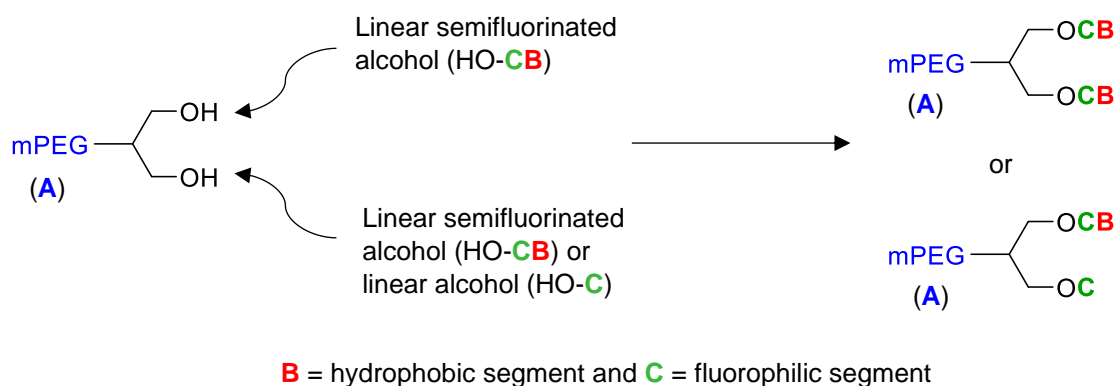 Linear semifluorinated
alcohol (HO-CB)
OH
mPEG
(A)
OH
Linear semifluorinated
alcohol (HO-CB) or
linear alcohol (HO-C)
OCB
mPEG
(A)
OCB
or
OCB
mPEG
(A)
OC
B = hydrophobic segment and C = fluorophilic segment